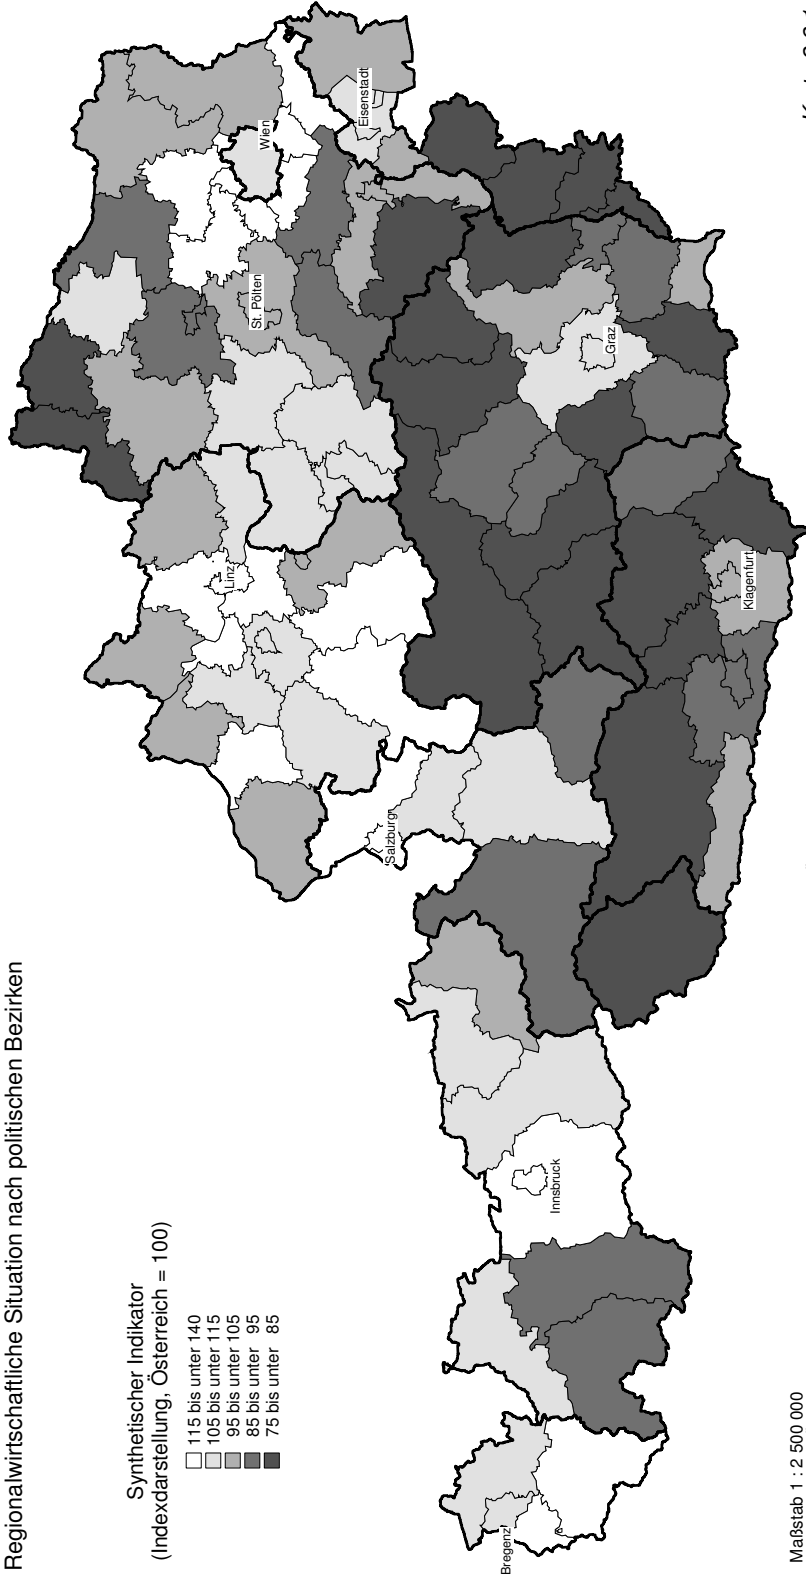 Regionalwirtschaftliche Situation nach politischen Bezirken
Synthetischer Indikator
(Indexdarstellung, Österreich = 100)
115 bis unter 140
105 bis unter 115
95 bis unter 105
85 bis unter 95
75 bis unter 85
Linz
St. Pölten
Wien
Eisenstadt
Salzburg
Bregenz
Innsbruck
Graz
Klagenfurt
Maßstab 1 : 2 500 000